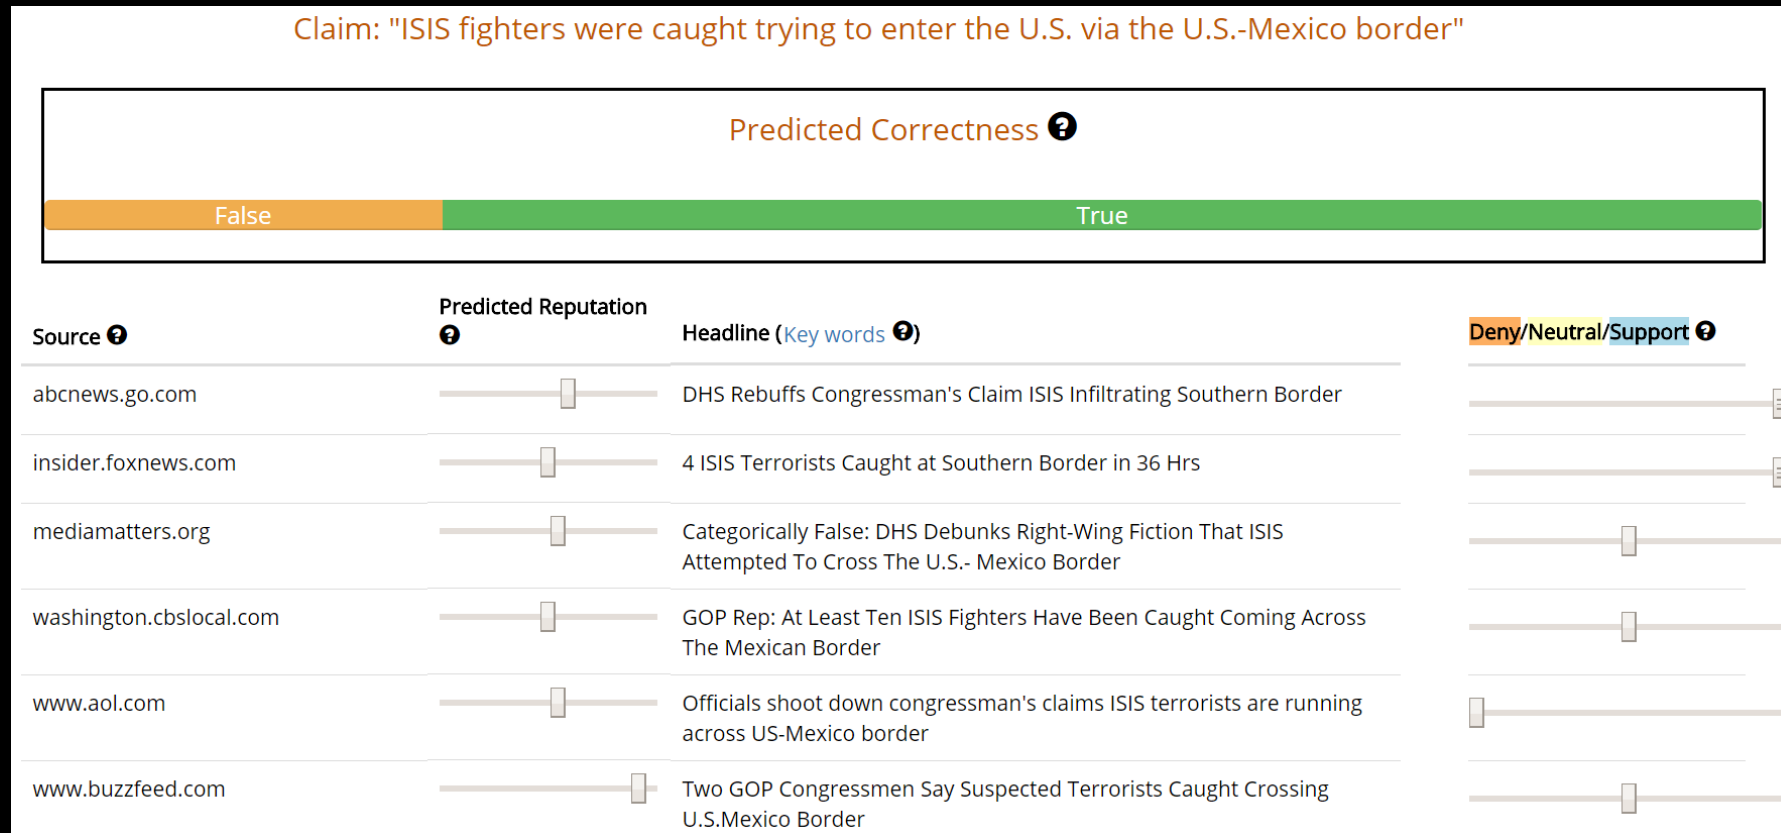 Claim: "ISIS fighters were caught trying to enter the U.S. via the U.S.-Mexico border"
Predicted Correctness ?
False True
Source ? Predicted Reputation ? Headline (Key words ?) Deny/Neutral/Support ?
abcnews.go.com DHS Rebuffs Congressman's Claim ISIS Infiltrating Southern Border
insider.foxnews.com 4 ISIS Terrorists Caught at Southern Border in 36 Hrs
mediamatters.org Categorically False: DHS Debunks Right-Wing Fiction That ISIS
Attempted To Cross The U.S.- Mexico Border
washington.cbslocal.com GOP Rep: At Least Ten ISIS Fighters Have Been Caught Coming Across
The Mexican Border
www.aol.com Officials shoot down congressman's claims ISIS terrorists are running
across US-Mexico border
www.buzzfeed.com Two GOP Congressmen Say Suspected Terrorists Caught Crossing
U.S.Mexico Border